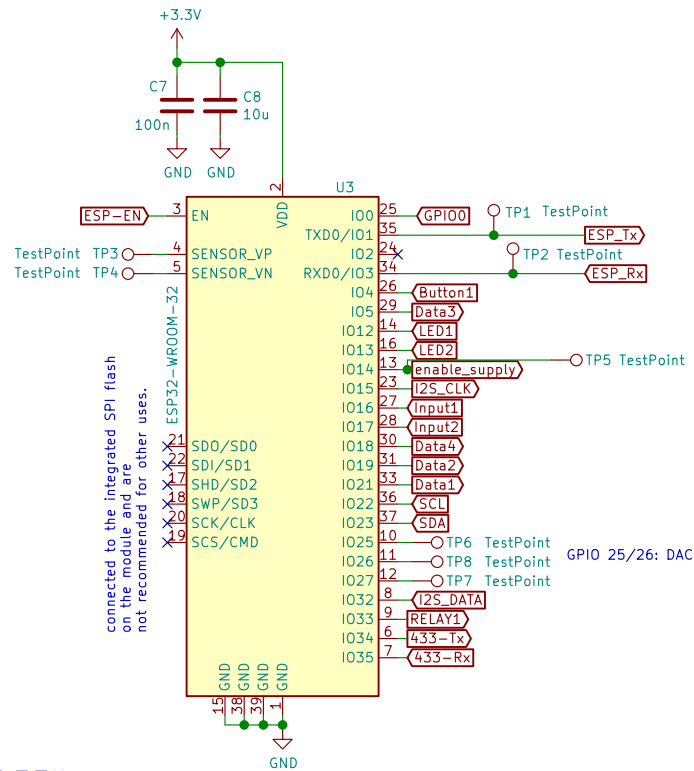 +3.3V
C7
100n
C8
10u
GND
GND
U3
2
VDD
ESP-EN
3
EN
IO0
25
GPIO0
TP1 TestPoint
TXD0/IO1
35
ESP_Tx
TestPoint TP3
4
SENSOR_VP
IO2
24
TP2 TestPoint
TestPoint TP4
5
SENSOR_VN
RXD0/IO3
34
ESP_Rx
IO4
26
Button1
IO5
29
Data3
IO12
14
LED1
IO13
16
LED2
IO14
13
enable_supply
TP5 TestPoint
IO15
23
I2S_CLK
IO16
27
Input1
IO17
28
Input2
21
SDO/SD0
IO18
30
Data4
22
SDI/SD1
IO19
31
Data2
17
SHD/SD2
IO21
33
Data1
18
SWP/SD3
IO22
36
SCL
20
SCK/CLK
IO23
37
SDA
19
SCS/CMD
IO25
10
TP6 TestPoint
IO26
11
TP8 TestPoint
GPIO 25/26: DAC
IO27
12
TP7 TestPoint
IO32
8
I2S_DATA
IO33
9
RELAY1
IO34
6
433-Tx
IO35
7
433-Rx
ESP32-WROOM-32
connected to the integrated SPI flash
on the module and are
not recommended for other uses.
GND
GND
GND
GND
15
38
39
1
GND